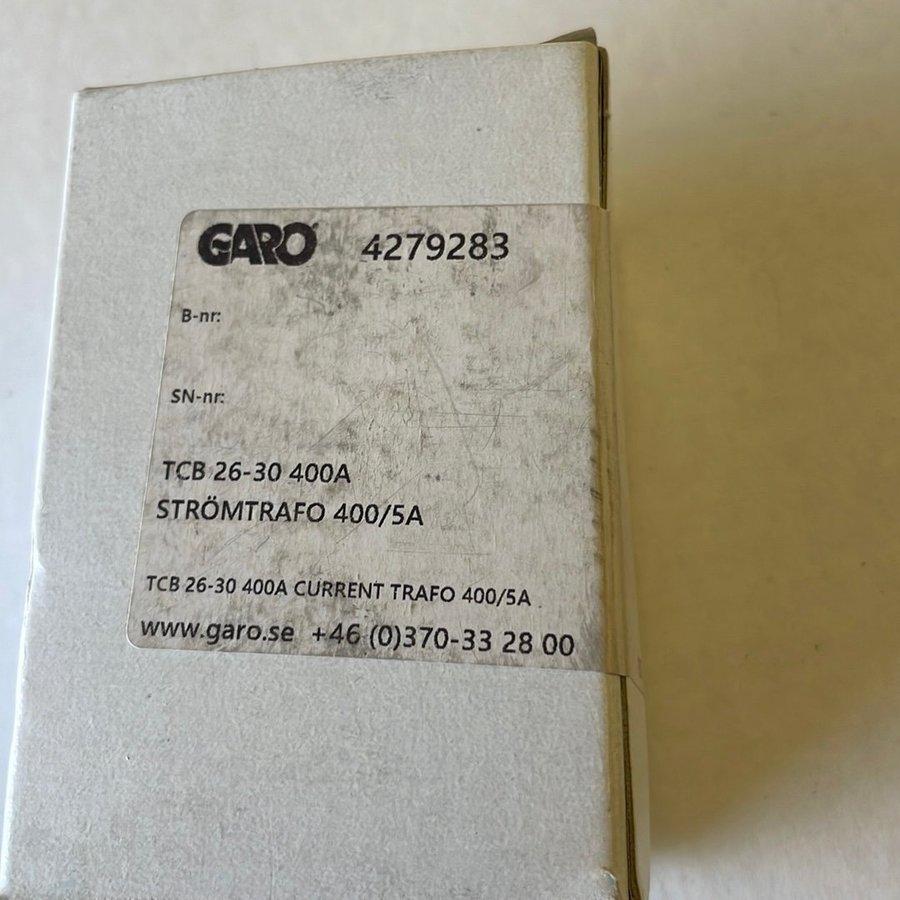 GARO 4279283
B-nr:
SN-nr:
TCB 26-30 400A
STRÖMTRAFO 400/5A
TCB 26-30 400A CURRENT TRAFO 400/5A
www.garo.se +46 (0)370-33 28 00